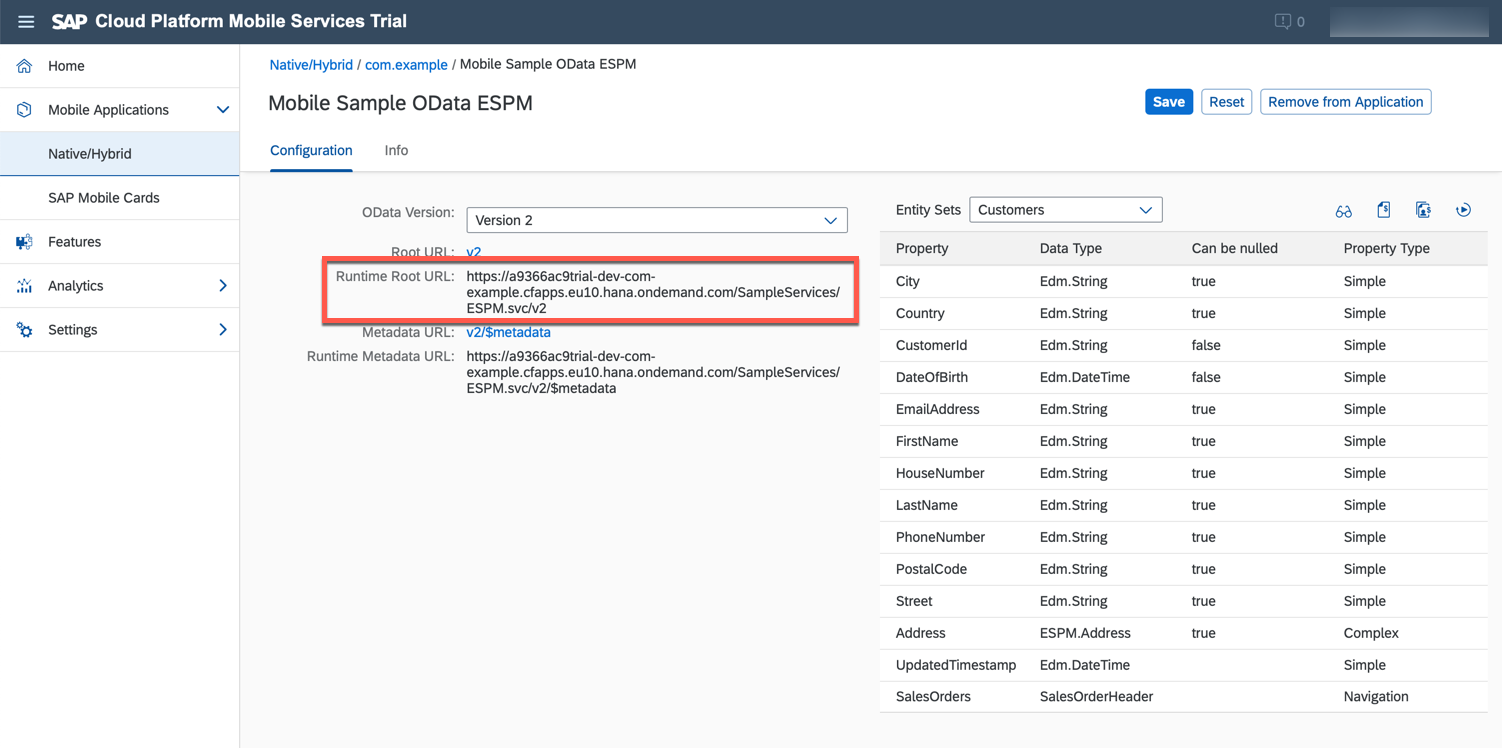 SAP Cloud Platform Mobile Services Trial
0
Home
Mobile Applications
Native/Hybrid
SAP Mobile Cards
Features
Analytics
Settings
Native/Hybrid / com.example / Mobile Sample OData ESPM
Mobile Sample OData ESPM
Save Reset Remove from Application
Configuration Info
OData Version: Version 2
Root URL: v2
Runtime Root URL: https://a9366ac9trial-dev-com-
example.cfapps.eu10.hana.ondemand.com/SampleServices/
ESPM.svc/v2
Metadata URL: v2/$metadata
Runtime Metadata URL: https://a9366ac9trial-dev-com-
example.cfapps.eu10.hana.ondemand.com/SampleServices/
ESPM.svc/v2/$metadata
Entity Sets Customers
Property Data Type Can be nulled Property Type
City Edm.String true Simple
Country Edm.String true Simple
CustomerId Edm.String false Simple
DateOfBirth Edm.DateTime false Simple
EmailAddress Edm.String true Simple
FirstName Edm.String true Simple
HouseNumber Edm.String true Simple
LastName Edm.String true Simple
PhoneNumber Edm.String true Simple
PostalCode Edm.String true Simple
Street Edm.String true Simple
Address ESPM.Address true Complex
UpdatedTimestamp Edm.DateTime Simple
SalesOrders SalesOrderHeader Navigation